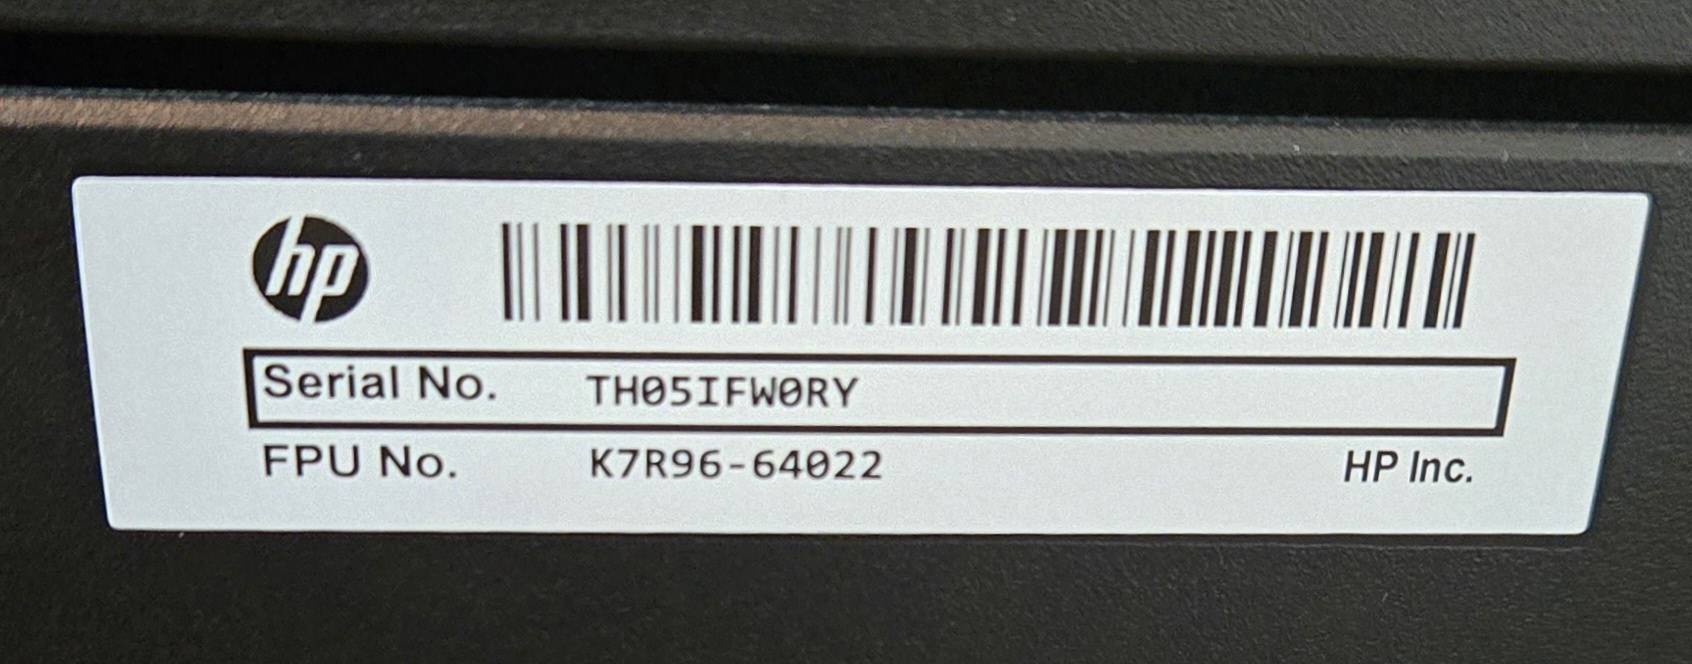 hp
Serial No. TH05IFW0RY
FPU No. K7R96-64022 HP Inc.